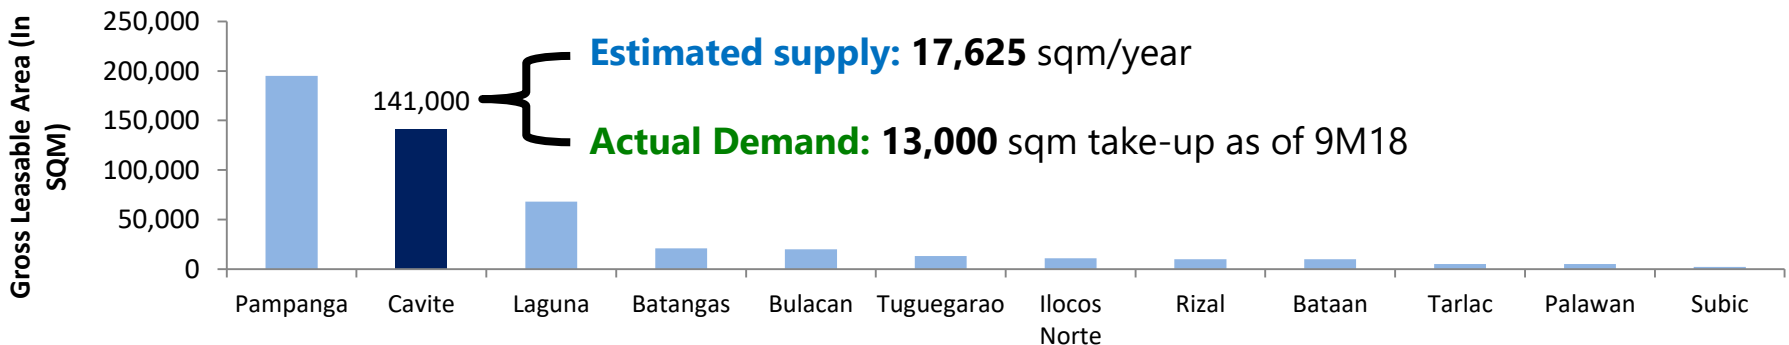 Gross Leasable Area (In
SQM)
250,000
200,000
150,000
100,000
50,000
0
141,000
Estimated supply: 17,625 sqm/year
Actual Demand: 13,000 sqm take-up as of 9M18
Pampanga Cavite Laguna Batangas Bulacan Tuguegarao Ilocos Rizal Bataan Tarlac Palawan Subic
Norte